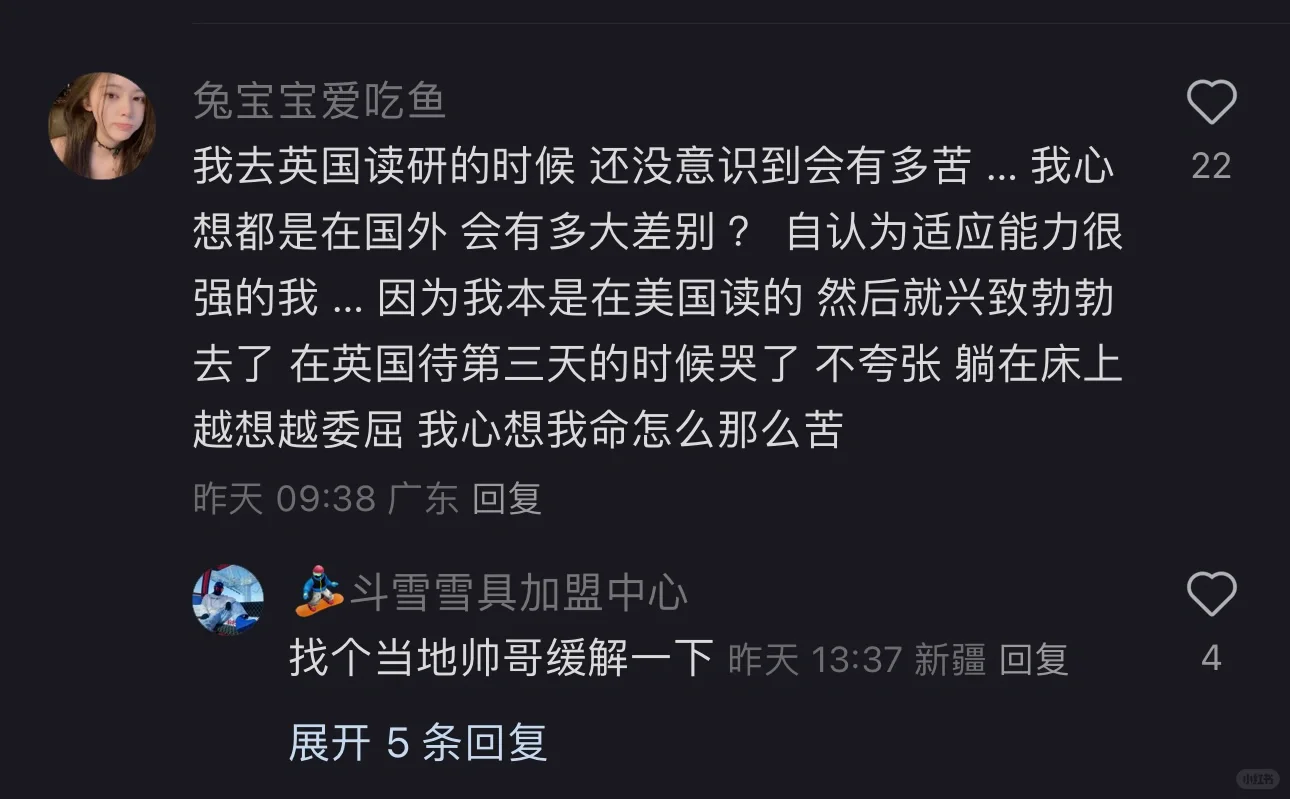 兔宝宝爱吃鱼
我去英国读研的时候 还没意识到会有多苦 ... 我心
想都是在国外 会有多大差别？ 自认为适应能力很
强的我 ... 因为我本是在美国读的 然后就兴致勃勃
去了 在英国待第三天的时候哭了 不夸张 躺在床上
越想越委屈 我心想我命怎么那么苦
22
昨天 09:38 广东 回复
🏂斗雪雪具加盟中心
找个当地帅哥缓解一下 昨天 13:37 新疆 回复
4
展开 5 条回复
小红书